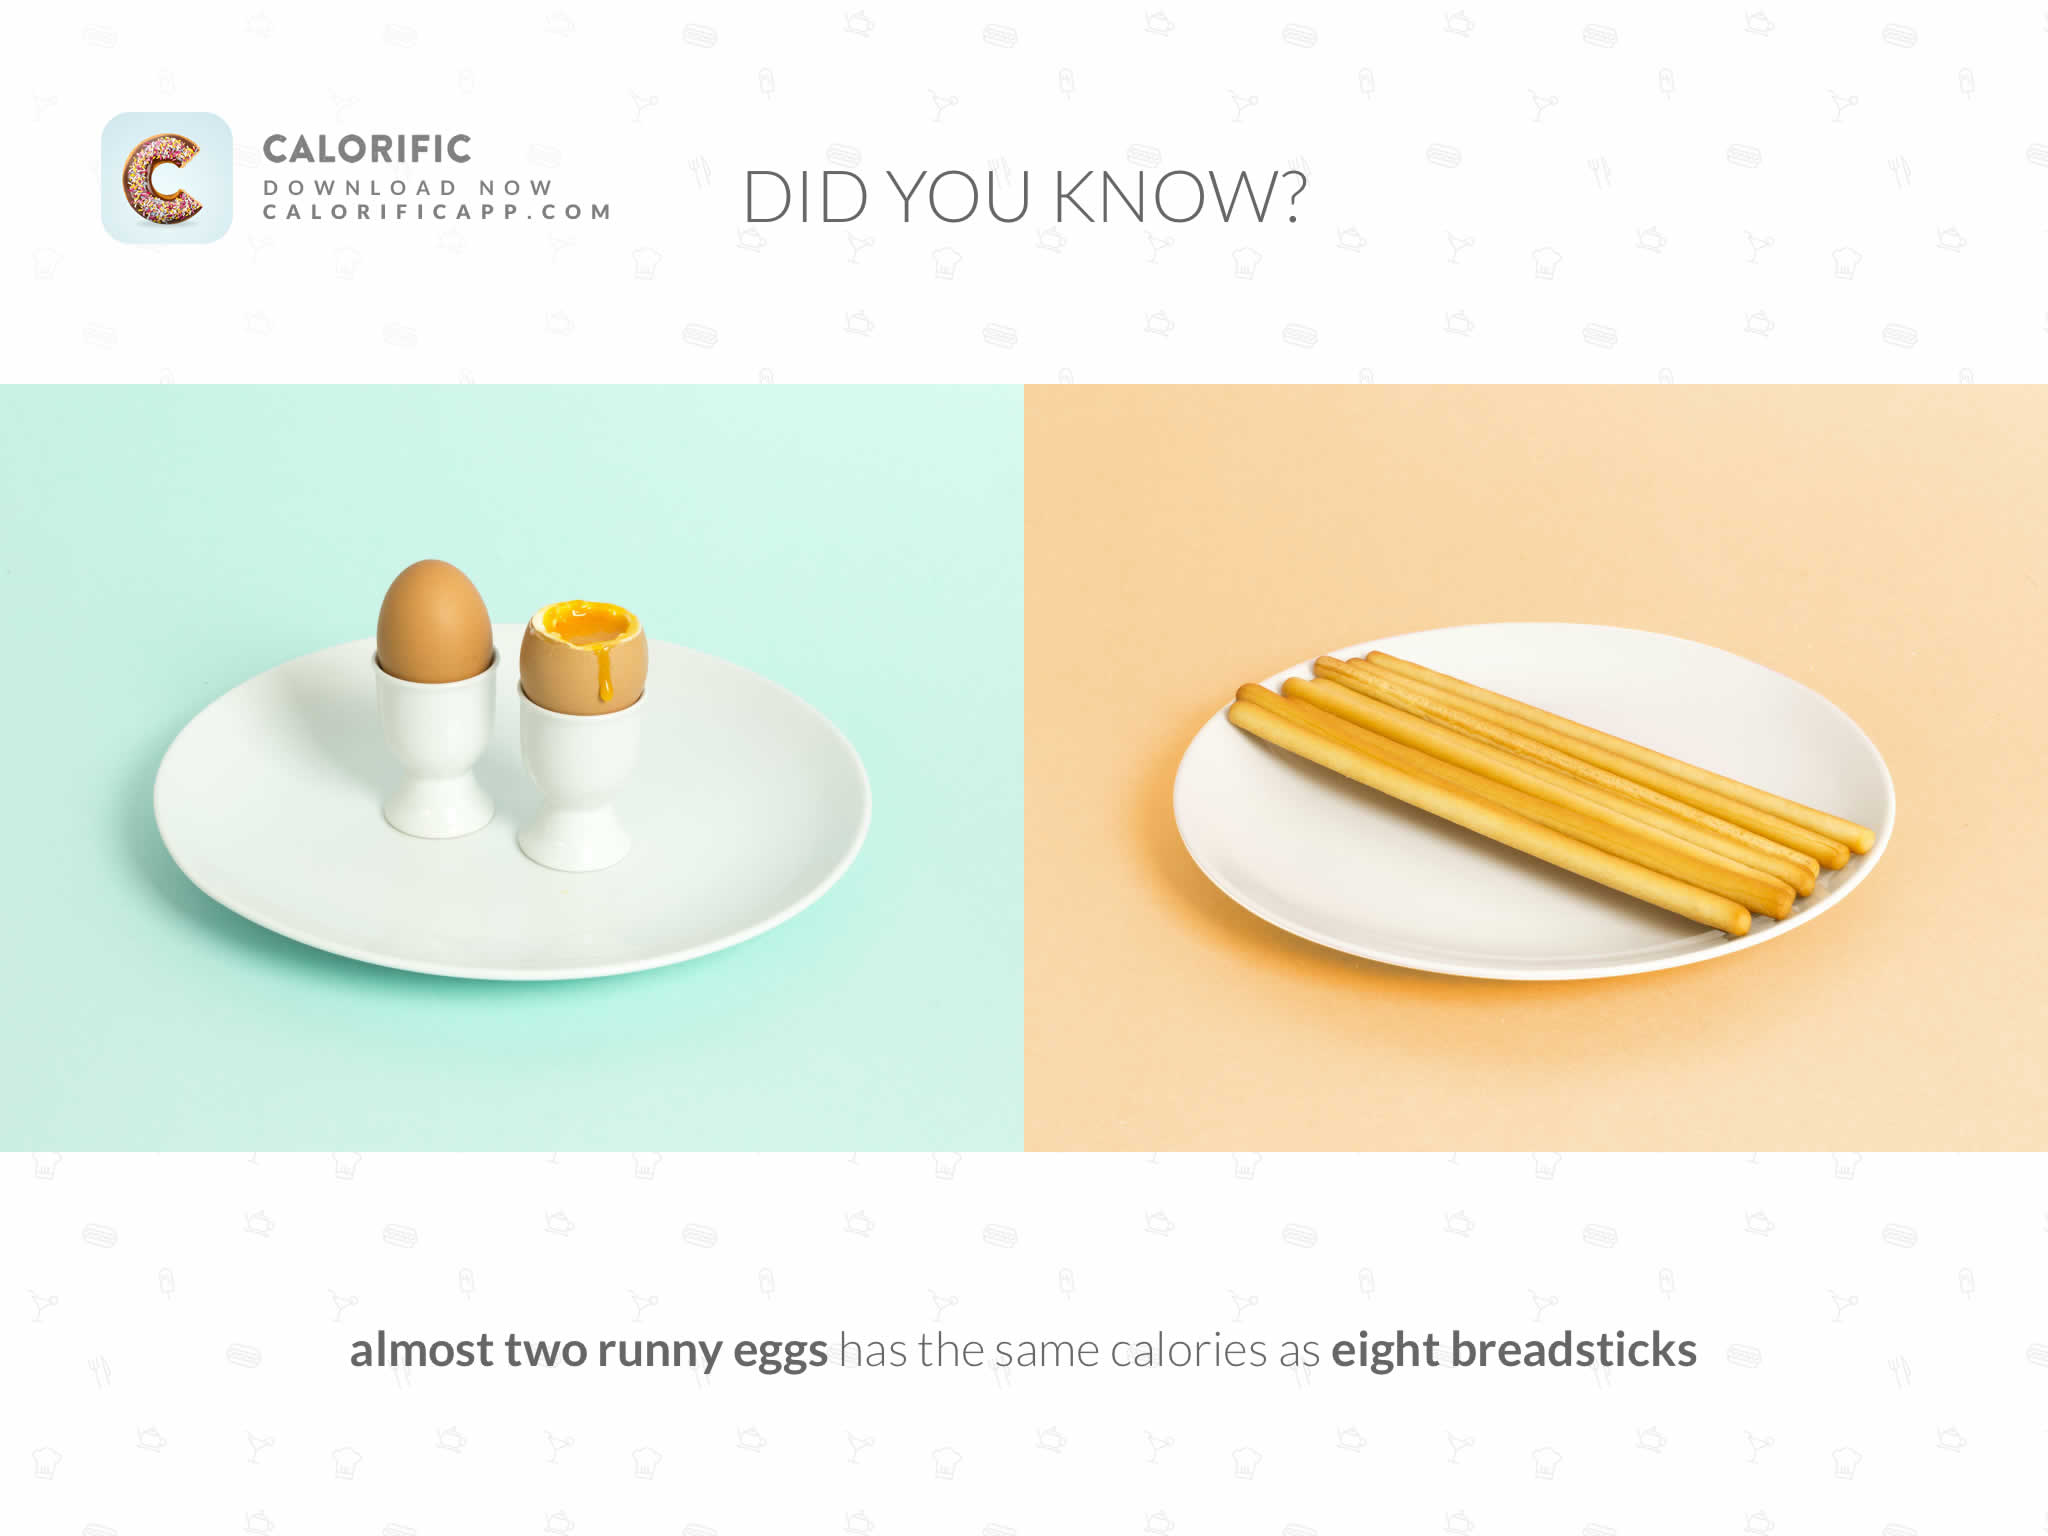 CALORIFIC
DOWNLOAD NOW
CALORIFICAPP.COM
DID YOU KNOW?
almost two runny eggs has the same calories as eight breadsticks